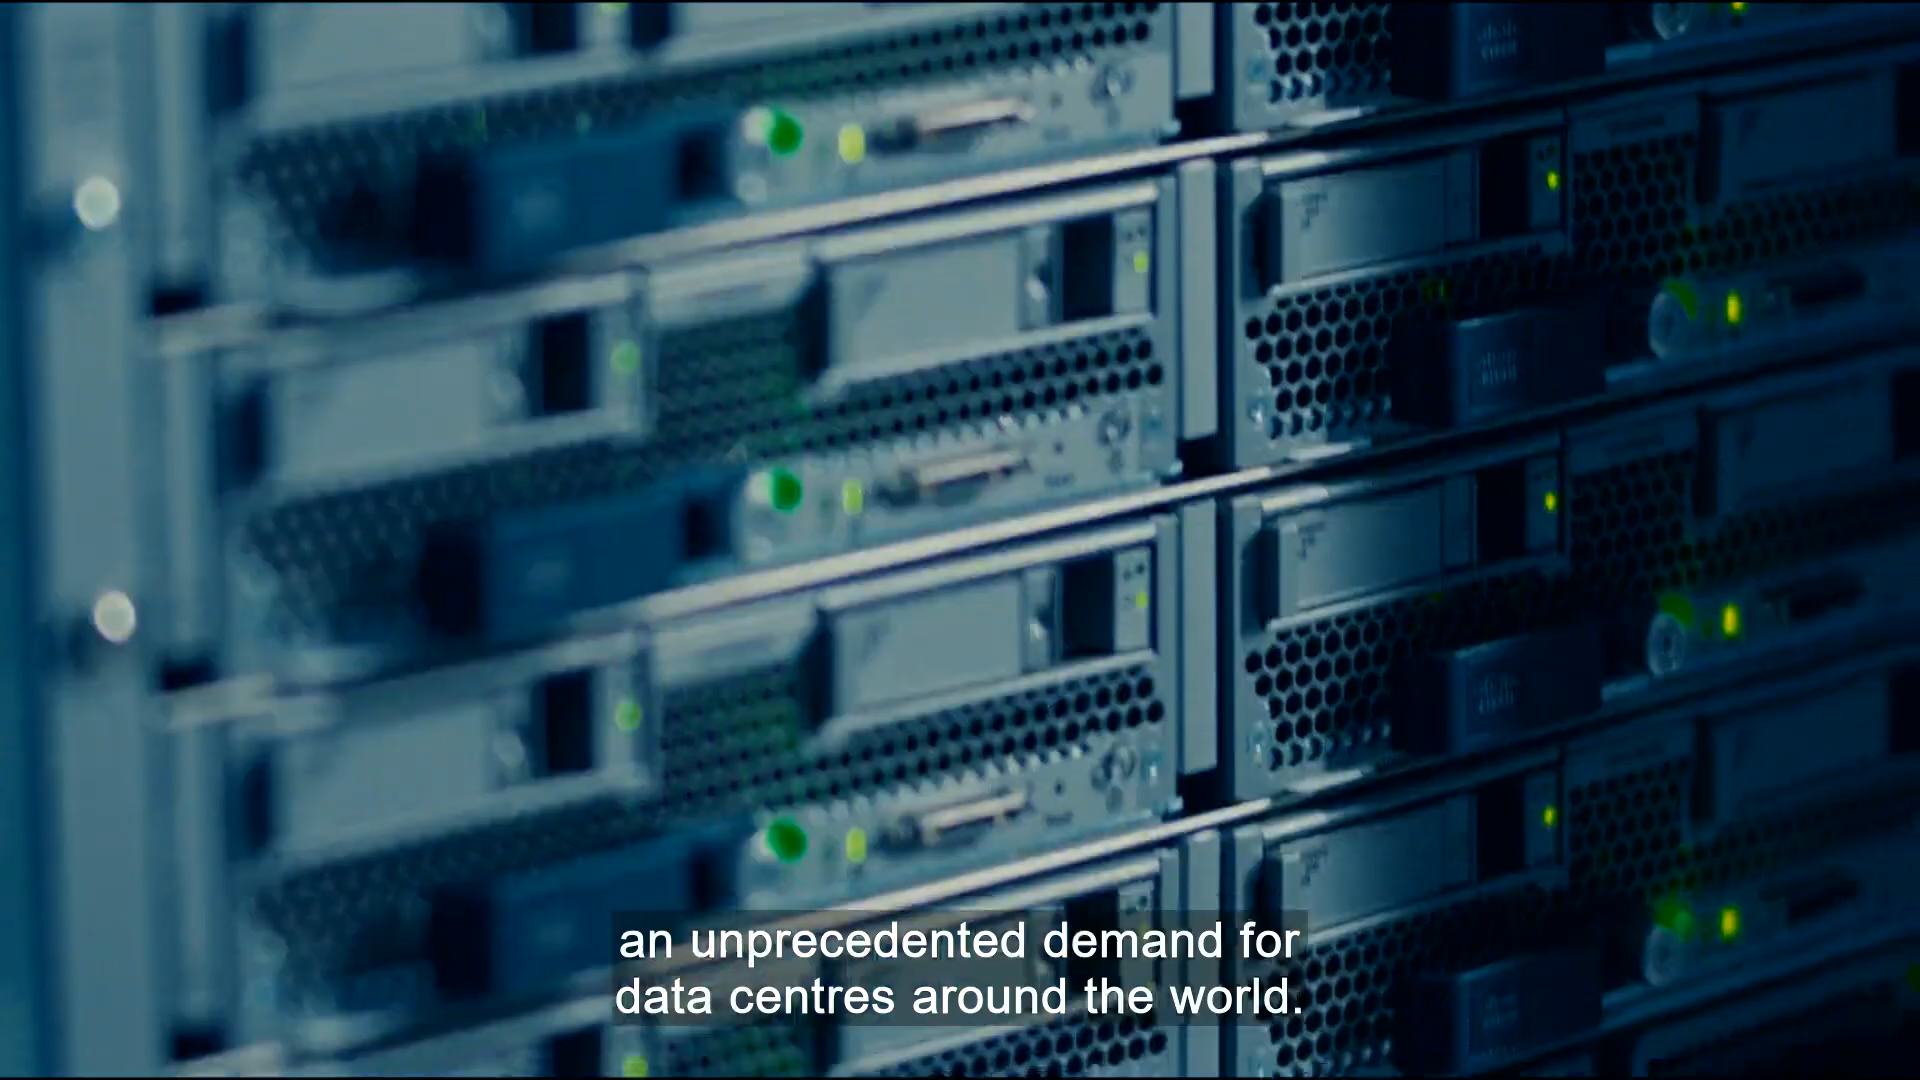 an unprecedented demand for
data centres around the world.